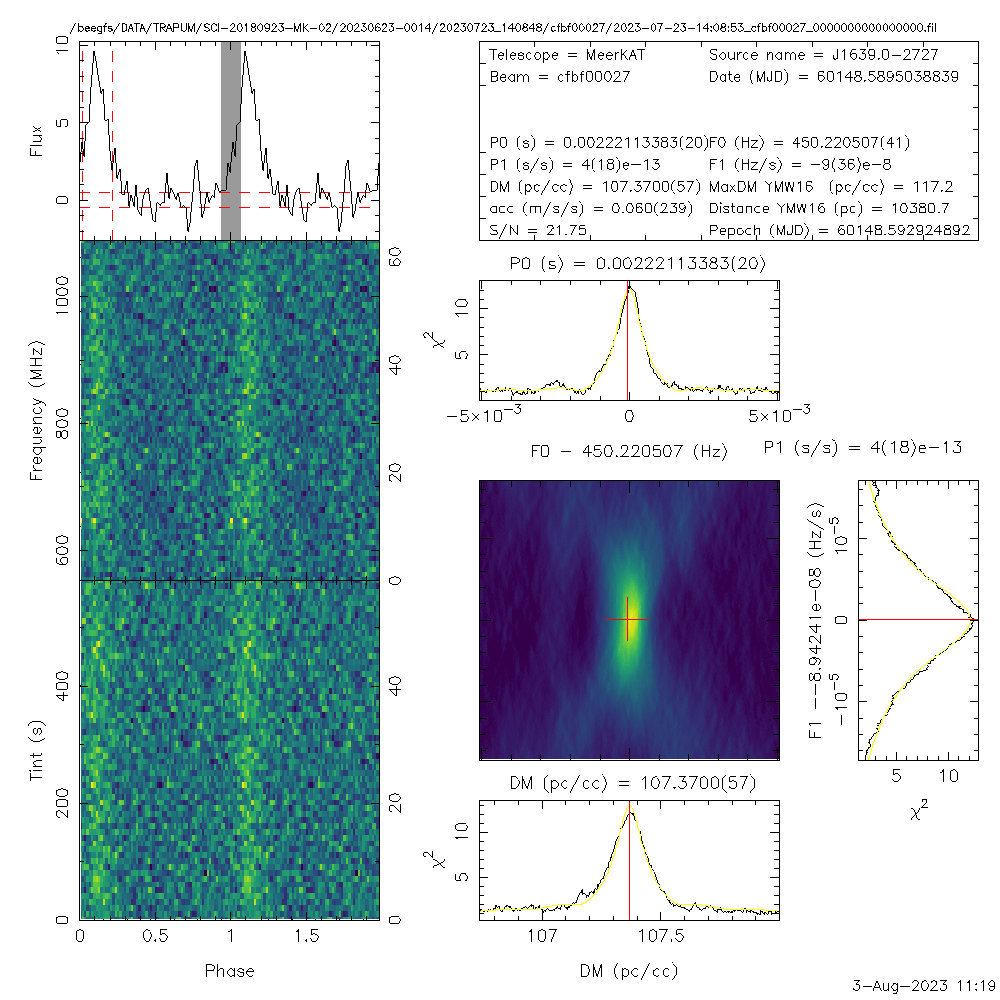 /beegfs/DATA/TRAPUM/SCI-20180923-MK-02/20230623-0014/20230723_140848/cfbf00027/2023-07-23-14:08:53_cfbf00027_0000000000000000.fil
Telescope = MeerKAT Source name = J1639.0-2727
Beam = cfbf00027 Date (MJD) = 60148.5895038839
P0 (s) = 0.00222113383(20) F0 (Hz) = 450.220507(41)
P1 (s/s) = 4(18)e-13 F1 (Hz/s) = -9(36)e-8
DM (pc/cc) = 107.3700(57) MaxDM YMW16 (pc/cc) = 117.2
acc (m/s/s) = 0.060(239) Distance YMW16 (pc) = 10380.7
S/N = 21.75 Pepoch (MJD) = 60148.592924892
Flux
0 5 10
Frequency (MHz)
600 800 1000
0 20 40 60
Tint (s)
0 200 400
0 20 40
0 0.5 1 1.5
Phase
P0 (s) = 0.00222113383(20)
χ²
5 10
-5×10⁻³ 0 5×10⁻³
F0 - 450.220507 (Hz)
P1 (s/s) = 4(18)e-13
F1 --8.94241e-08 (Hz/s)
10⁻⁵
0
-10⁻⁵
5 10
χ²
DM (pc/cc) = 107.3700(57)
χ²
5 10
107 107.5
DM (pc/cc)
3-Aug-2023 11:19